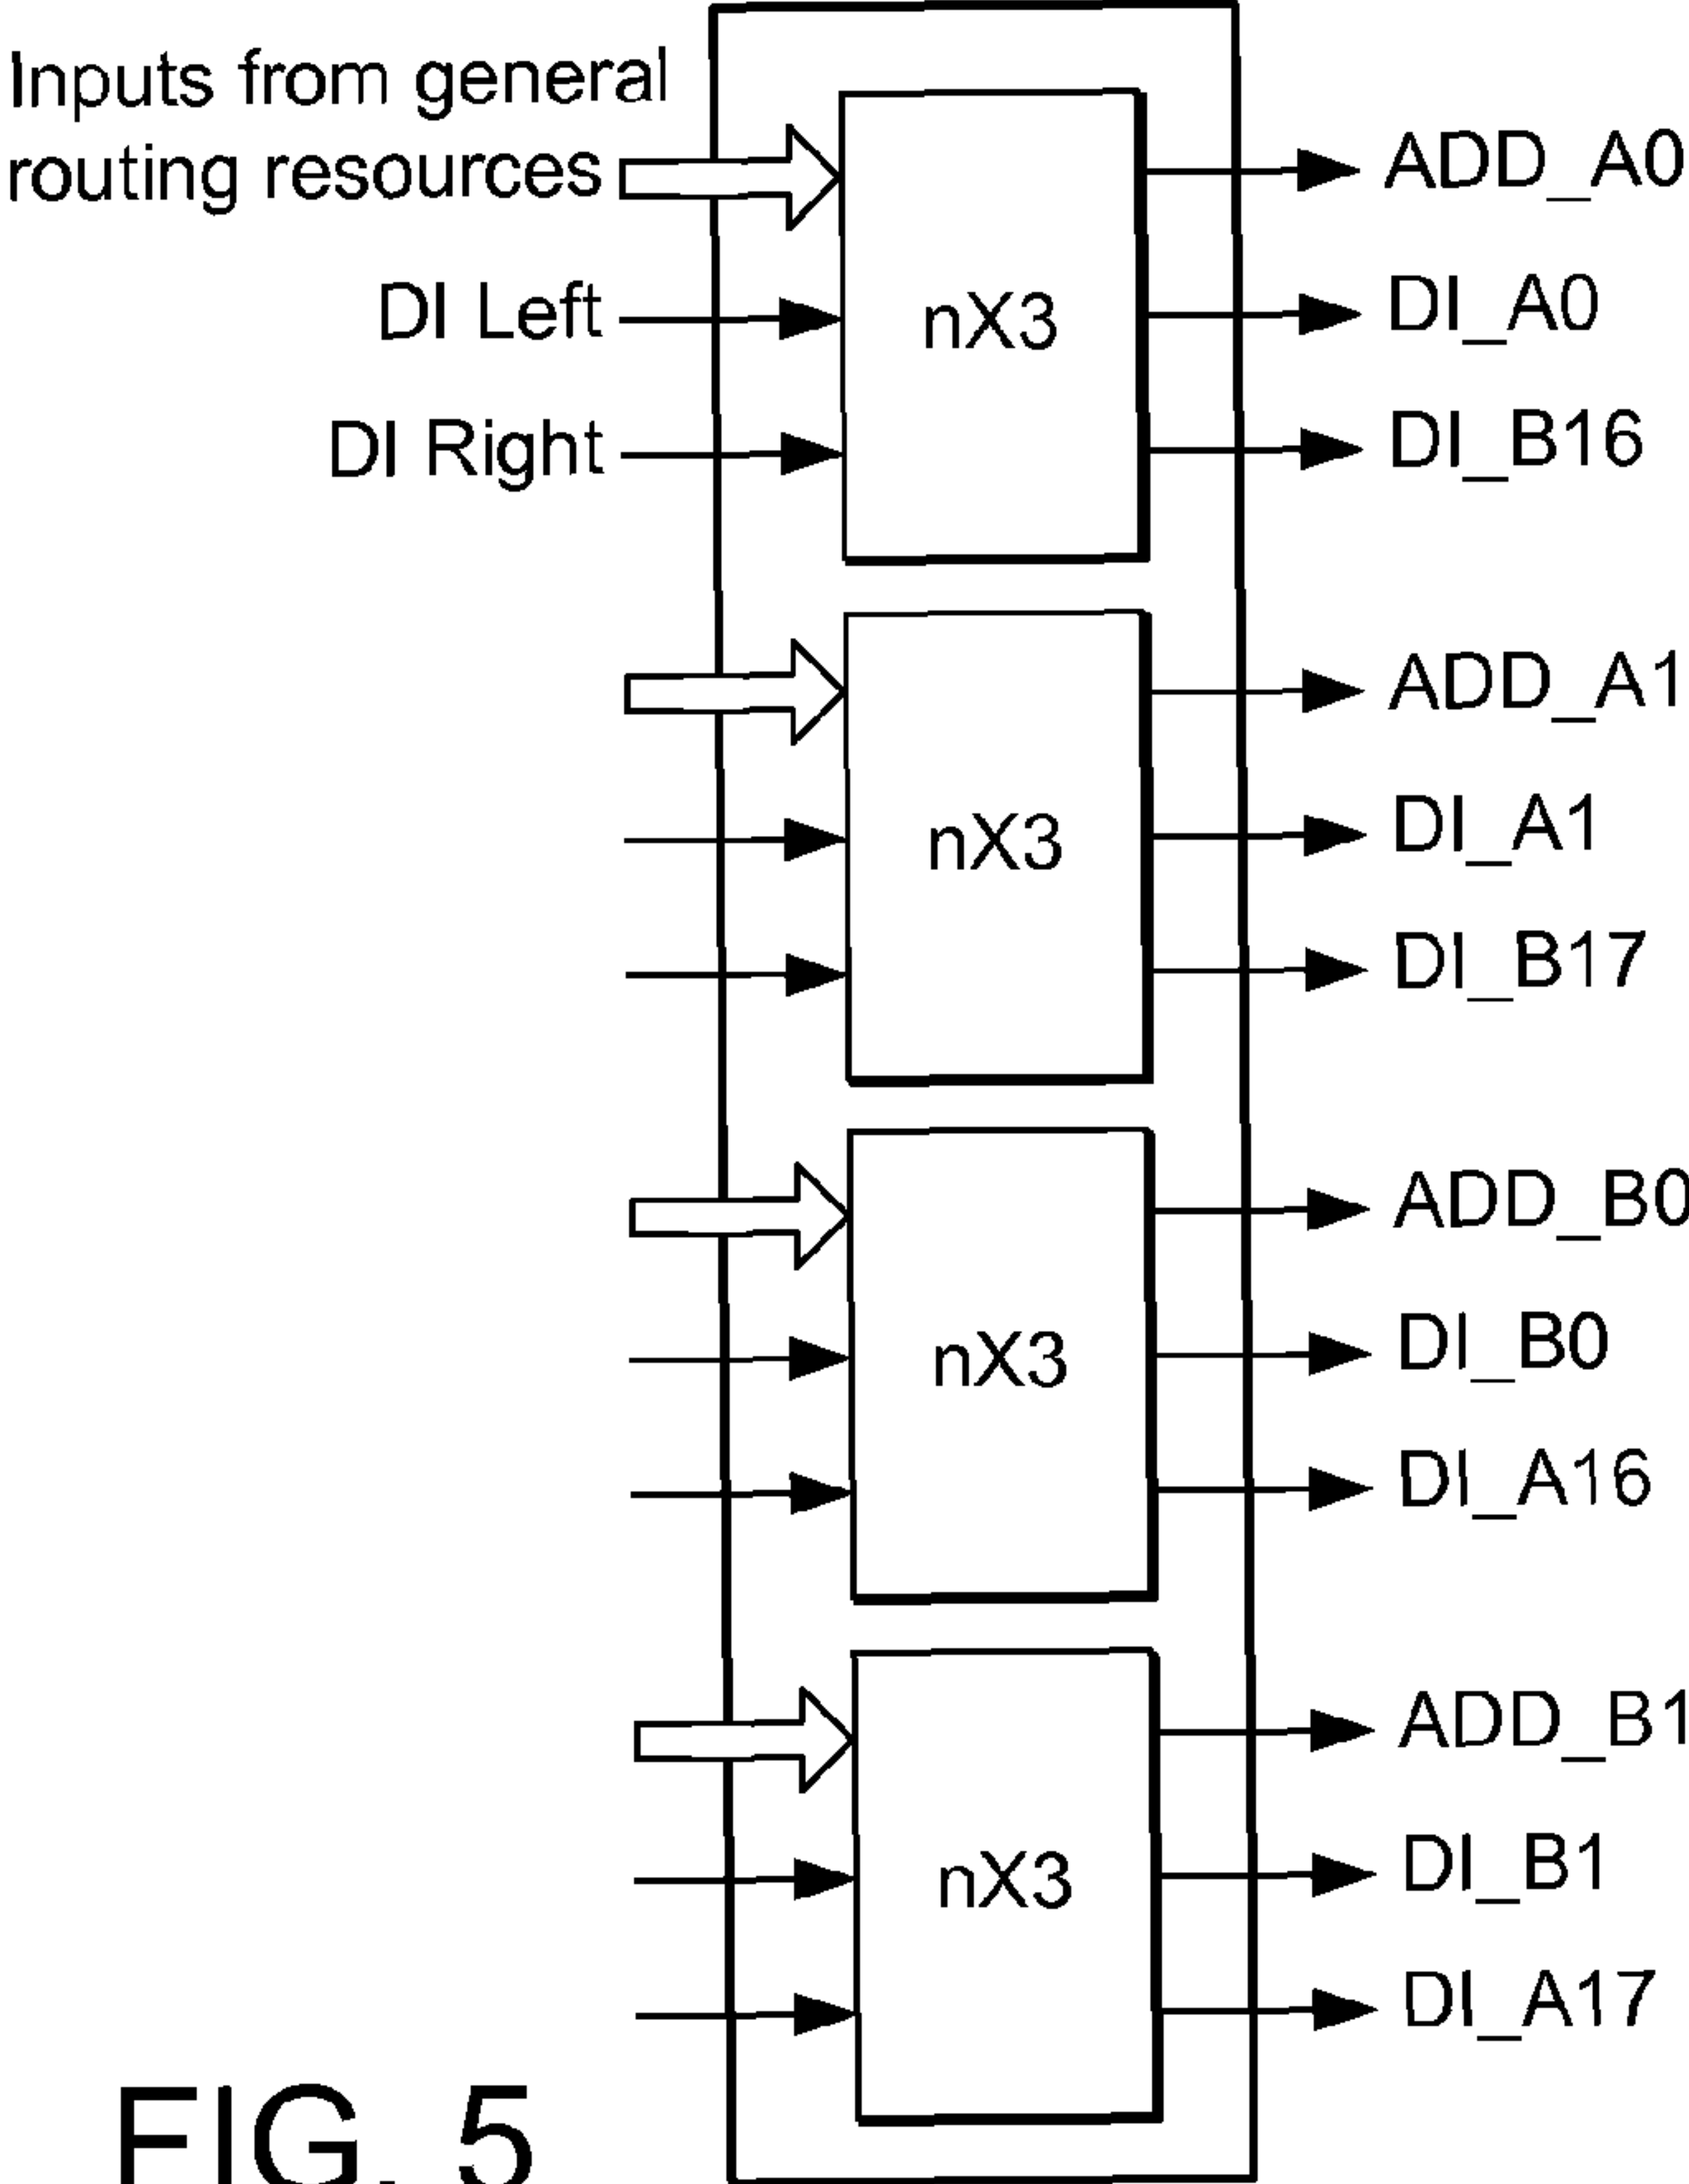 Inputs from general
routing resources
DI Left
DI Right
nX3
ADD_A0
DI_A0
DI_B16
nX3
ADD_A1
DI_A1
DI_B17
nX3
ADD_B0
DI_B0
DI_A16
nX3
ADD_B1
DI_B1
DI_A17
FIG. 5